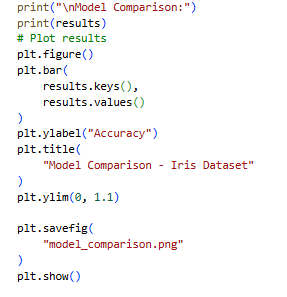 print("\nModel Comparison:")
print(results)
# Plot results
plt.figure()
plt.bar(
    results.keys(),
    results.values()
)
plt.ylabel("Accuracy")
plt.title(
    "Model Comparison - Iris Dataset"
)
plt.ylim(0, 1.1)

plt.savefig(
    "model_comparison.png"
)
plt.show()